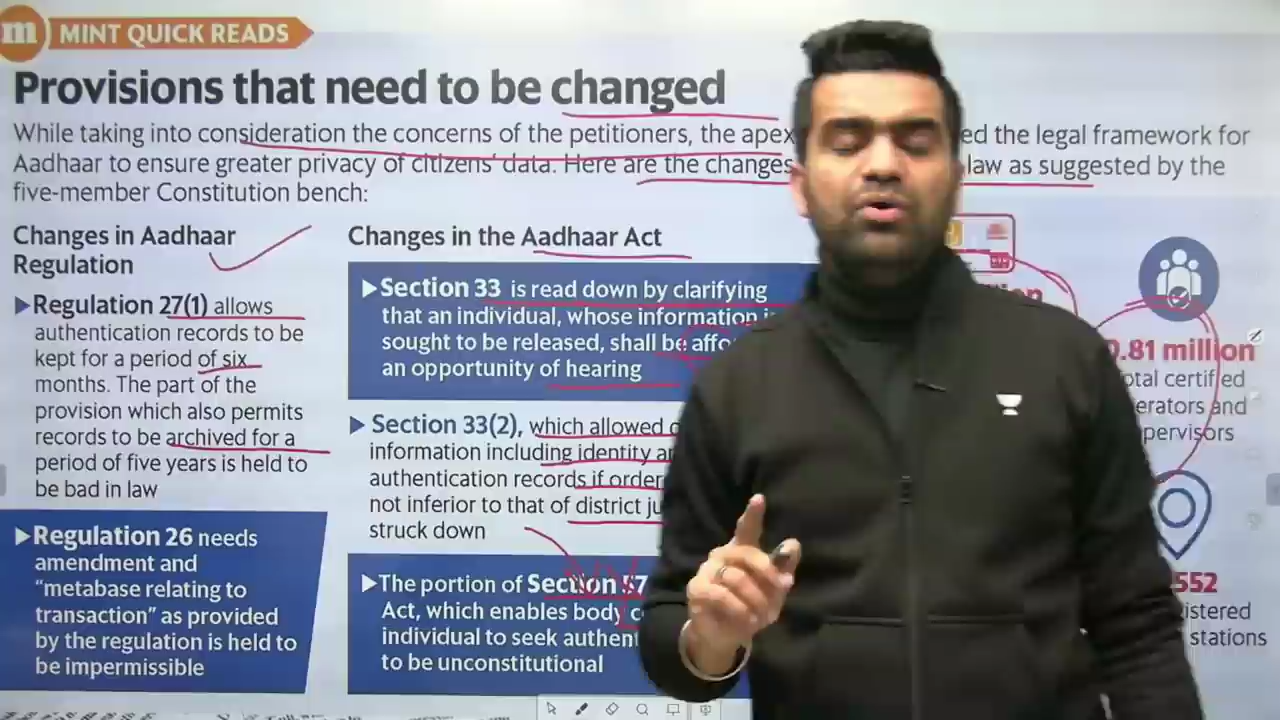 m MINT QUICK READS
Provisions that need to be changed
While taking into consideration the concerns of the petitioners, the apex ed the legal framework for
Aadhaar to ensure greater privacy of citizens' data. Here are the changes law as suggested by the
five-member Constitution bench:
Changes in Aadhaar
Regulation
▶Regulation 27(1) allows
authentication records to be
kept for a period of six
months. The part of the
provision which also permits
records to be archived for a
period of five years is held to
be bad in law
▶Regulation 26 needs
amendment and
"metabase relating to
transaction" as provided
by the regulation is held to
be impermissible
Changes in the Aadhaar Act
▶Section 33 is read down by clarifying
that an individual, whose information
sought to be released, shall be affo
an opportunity of hearing
▶ Section 33(2), which allowed
information including identity a
authentication records if order
not inferior to that of district ju
struck down
▶The portion of Section 57
Act, which enables body c
individual to seek authent
to be unconstitutional
0.81 million
otal certified
erators and
pervisors
552
istered
stations